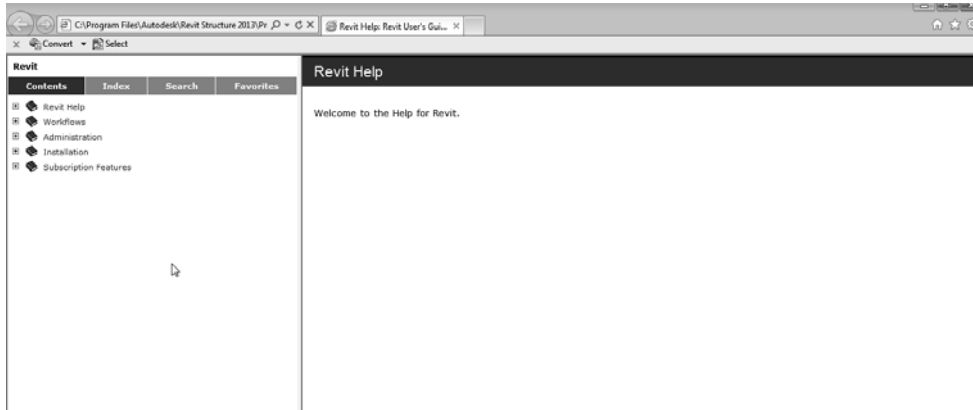 C:\Program Files\Autodesk\Revit Structure 2013\Pr
Revit Help: Revit User's Gui...
Convert
Select
Revit
Contents Index Search Favorites
Revit Help
Workflows
Administration
Installation
Subscription Features
Revit Help
Welcome to the Help for Revit.